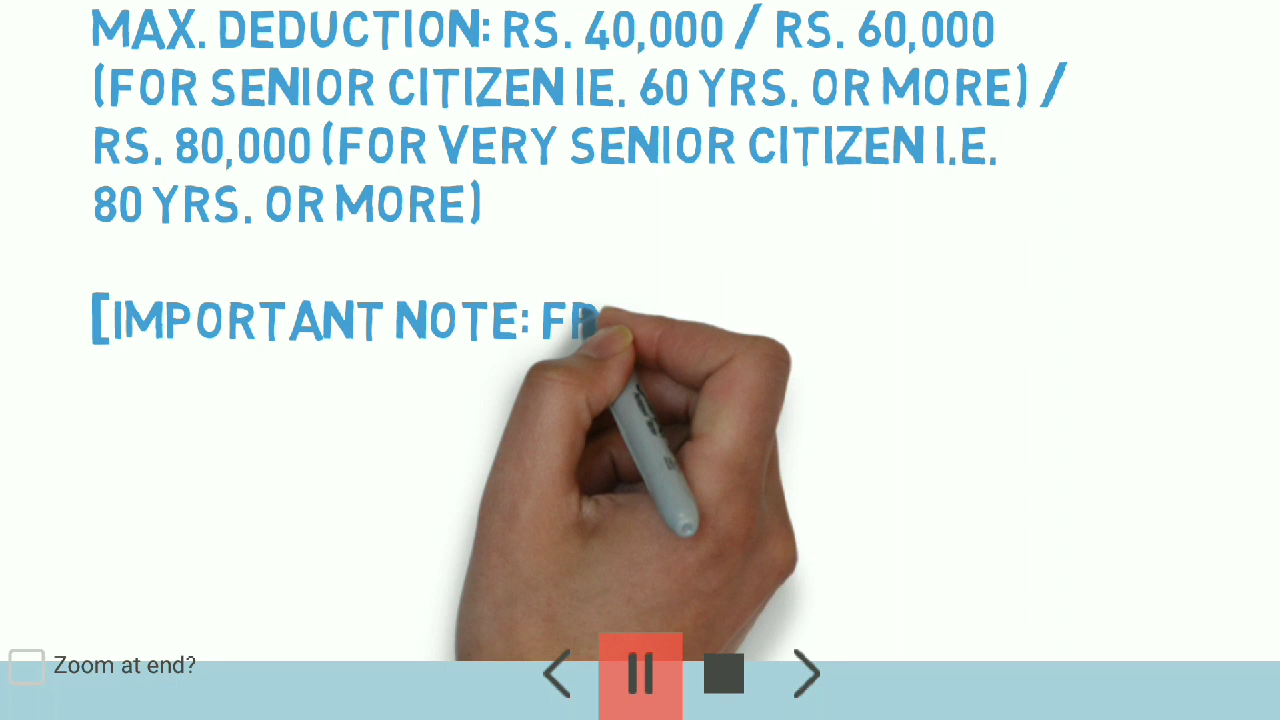 MAX. DEDUCTION: RS. 40,000 / RS. 60,000
(FOR SENIOR CITIZEN IE. 60 YRS. OR MORE) /
RS. 80,000 (FOR VERY SENIOR CITIZEN I.E.
80 YRS. OR MORE)
[IMPORTANT NOTE:
Zoom at end?